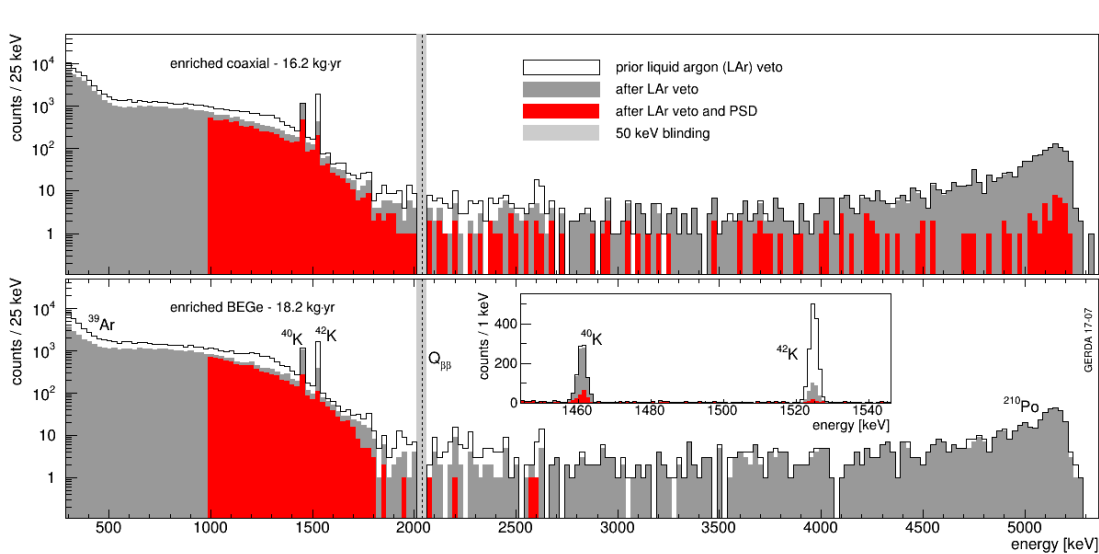 counts / 25 keV
10⁴
10³
10²
10
1
enriched coaxial - 16.2 kg·yr
prior liquid argon (LAr) veto
after LAr veto
after LAr veto and PSD
50 keV blinding
counts / 25 keV
10⁴
10³
10²
10
1
enriched BEGe - 18.2 kg·yr
³⁹Ar
⁴⁰K
⁴²K
Qββ
counts / 1 keV
400
200
0
⁴⁰K
⁴²K
1460 1480 1500 1520 1540
energy [keV]
GERDA 17-07
²¹⁰Po
500 1000 1500 2000 2500 3000 3500 4000 4500 5000
energy [keV]